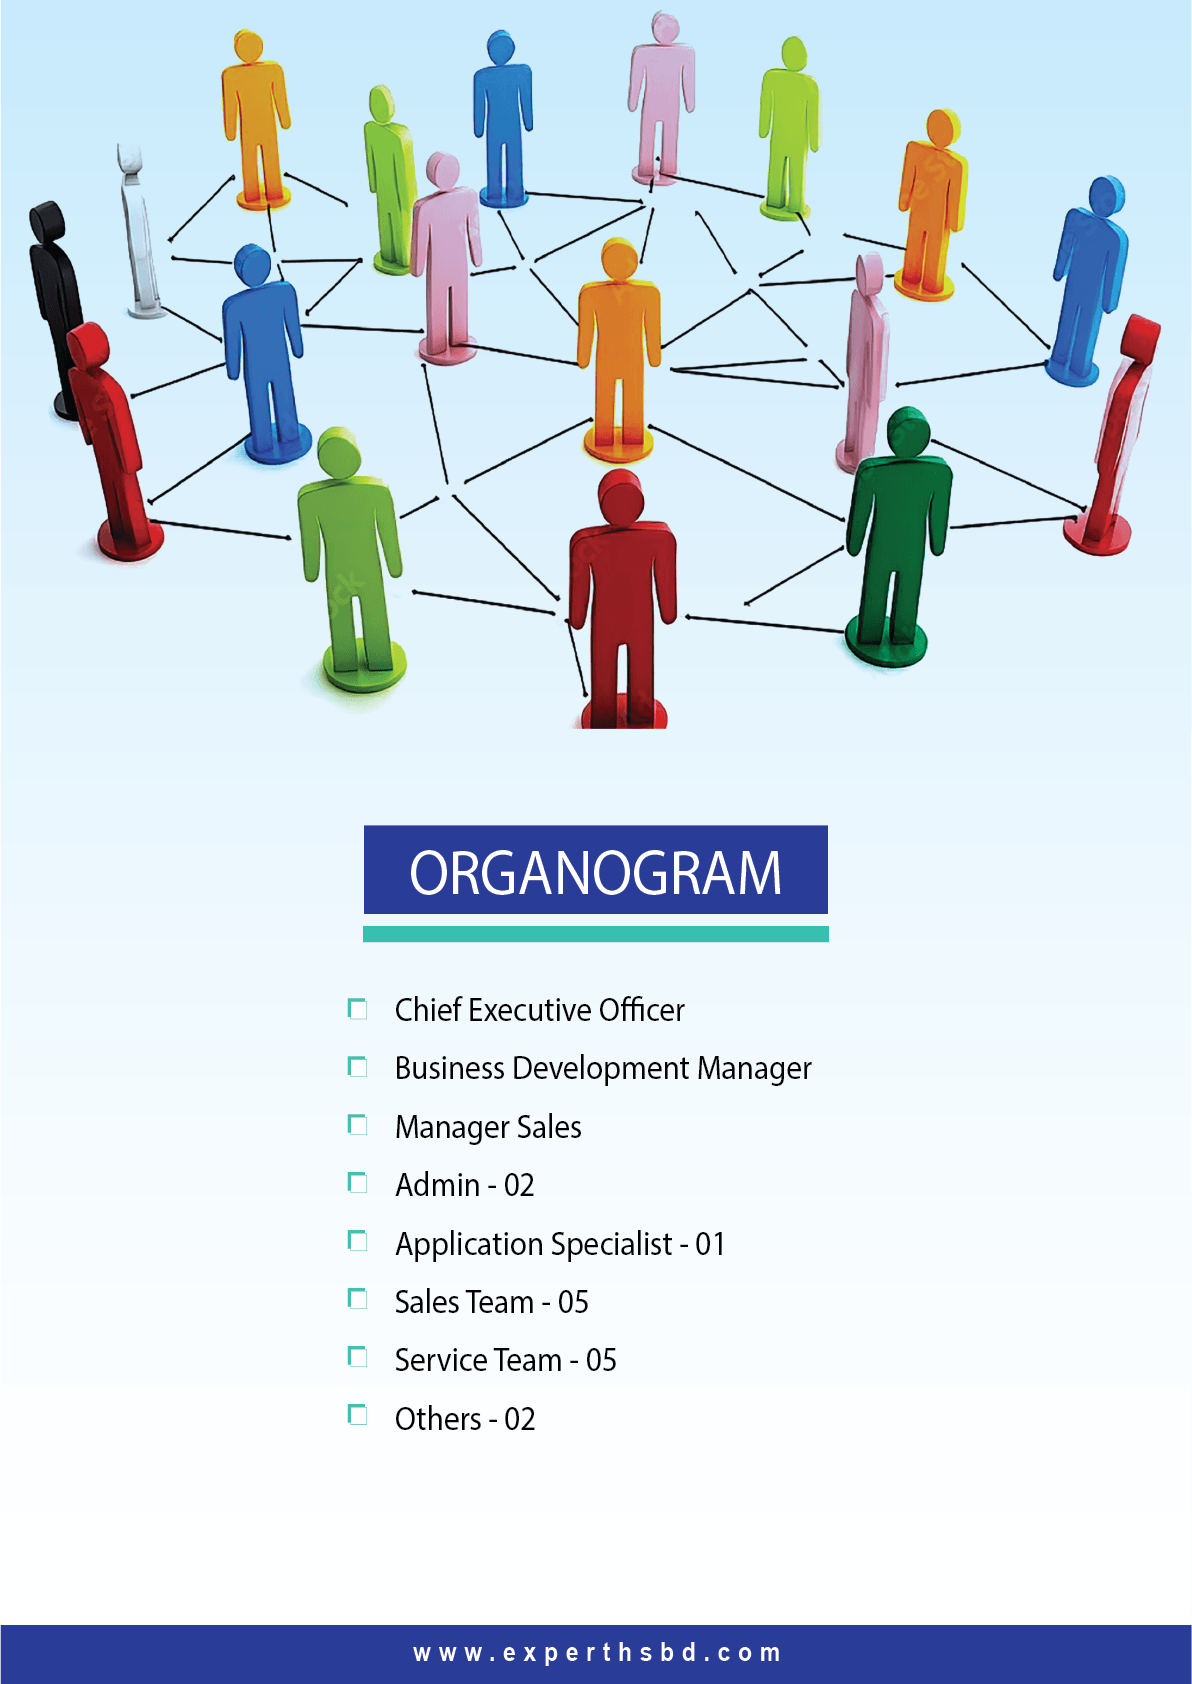 ORGANOGRAM
Chief Executive Officer
Business Development Manager
Manager Sales
Admin - 02
Application Specialist - 01
Sales Team - 05
Service Team - 05
Others - 02
www.experthsbd.com